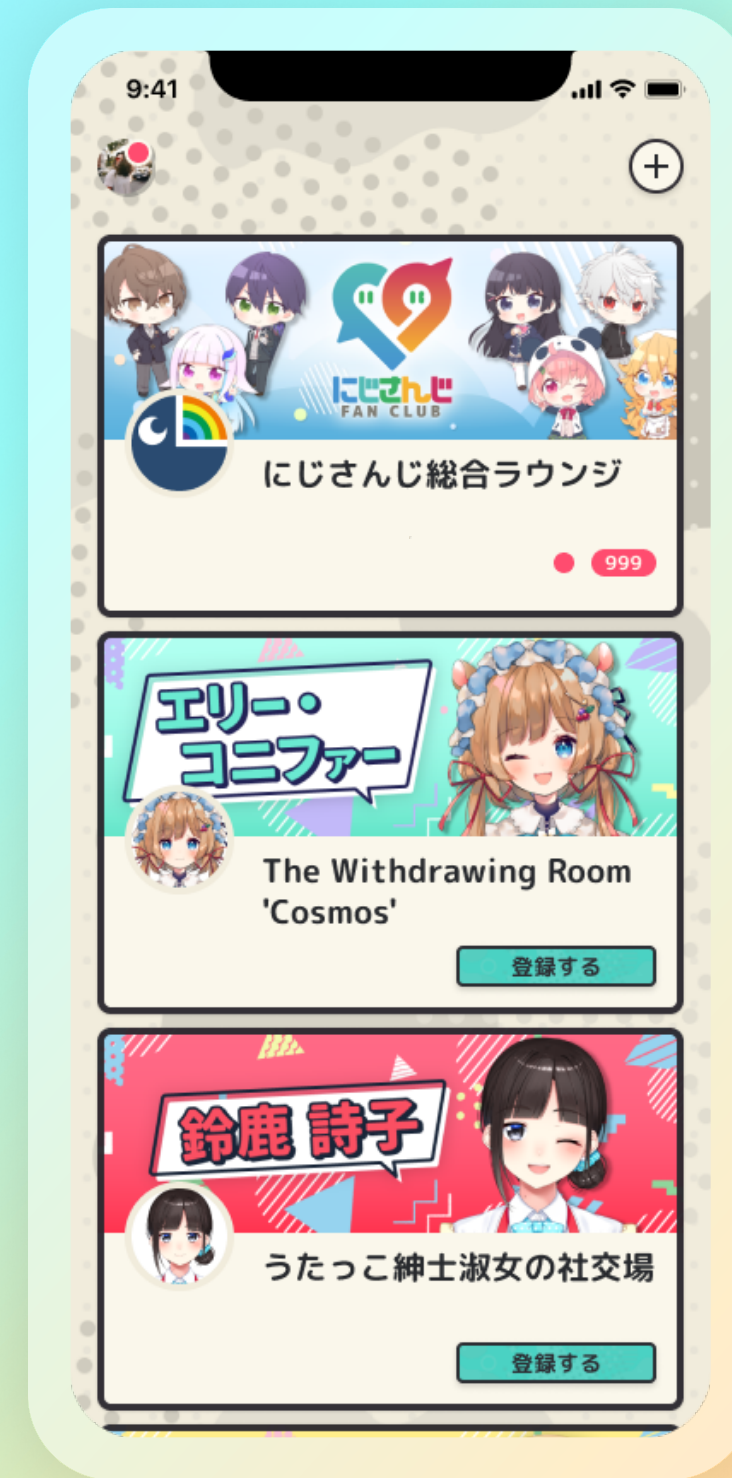 9:41
にじさんじ
FAN CLUB
にじさんじ総合ラウンジ
999
エリー・
コニファー
The Withdrawing Room
'Cosmos'
登録する
鈴鹿 詩子
うたっこ紳士淑女の社交場
登録する